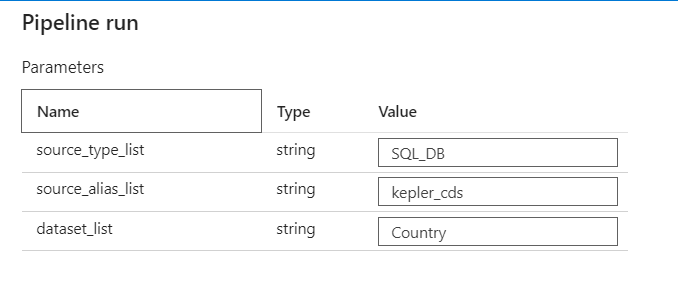 Pipeline run
Parameters
Name Type Value
source_type_list string SQL_DB
source_alias_list string kepler_cds
dataset_list string Country